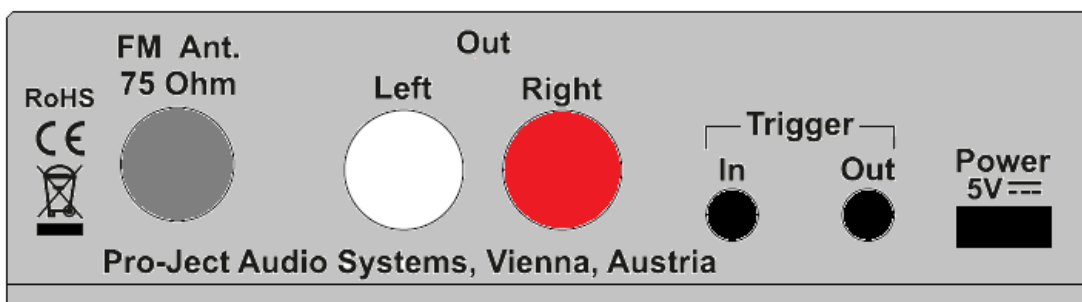 FM Ant.
75 Ohm
Out
Left
Right
RoHS
CE
Trigger
In
Out
Power
5V
Pro-Ject Audio Systems, Vienna, Austria